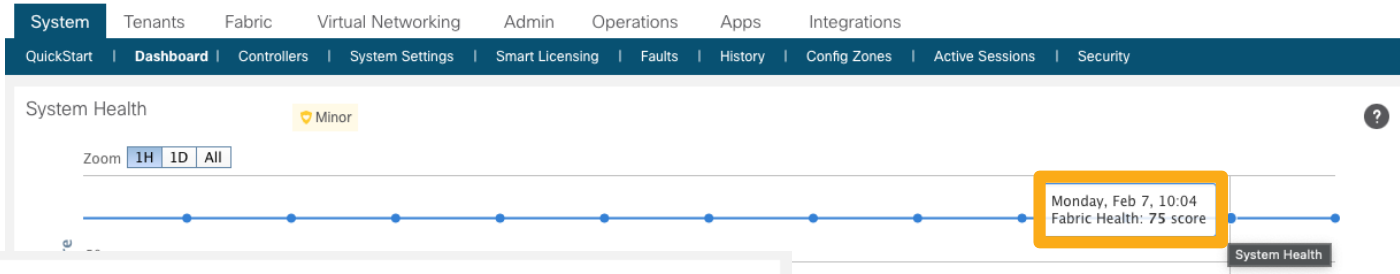 System Tenants Fabric Virtual Networking Admin Operations Apps Integrations
QuickStart | Dashboard | Controllers | System Settings | Smart Licensing | Faults | History | Config Zones | Active Sessions | Security
System Health Minor ?
Zoom 1H 1D All
Monday, Feb 7, 10:04
Fabric Health: 75 score
System Health